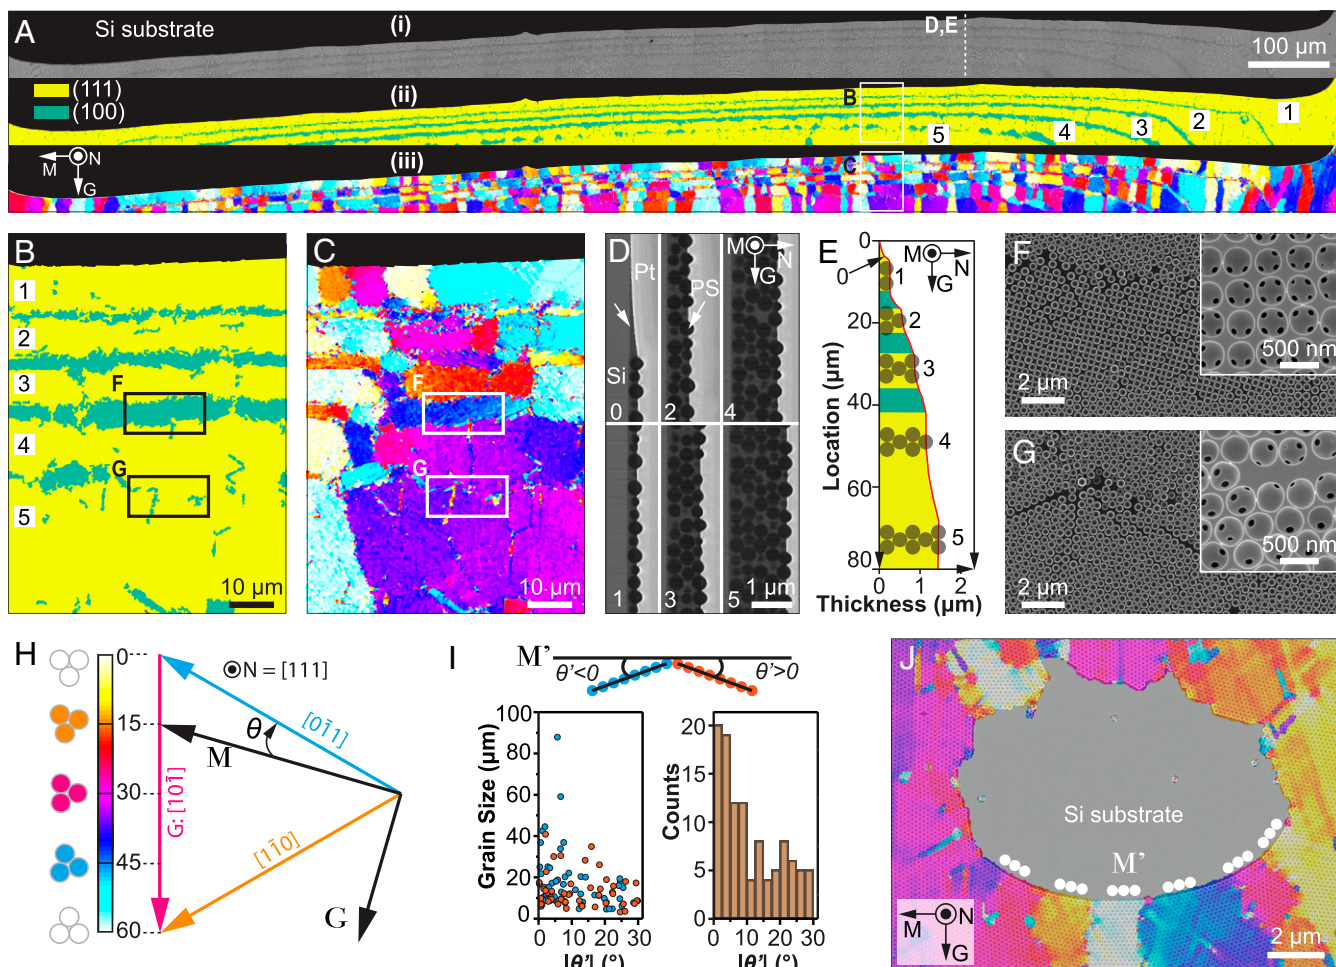 A
Si substrate
(i)
D,E
100 µm
(111)
(100)
(ii)
B
1
2
3
4
5
(iii)
C
N
M
G
B
1
2
3
F
4
G
5
10 µm
C
F
G
10 µm
D
Pt
PS
Si
M
N
G
0
2
4
1
3
5
1 µm
E
0
0
20
40
60
80
Location (µm)
M
N
G
1
2
3
4
5
0 1 2
Thickness (µm)
F
500 nm
2 µm
G
500 nm
2 µm
H
0
15
30
45
60
G: [101̄]
N = [111]
[01̄1]
θ
M
[11̄0]
G
I
M'
θ'<0
θ'>0
100
80
60
40
20
0
Grain Size (µm)
0 10 20 30
|θ'| (°)
20
15
10
5
0
Counts
0 10 20 30
|θ'| (°)
J
Si substrate
M'
N
M
G
2 µm